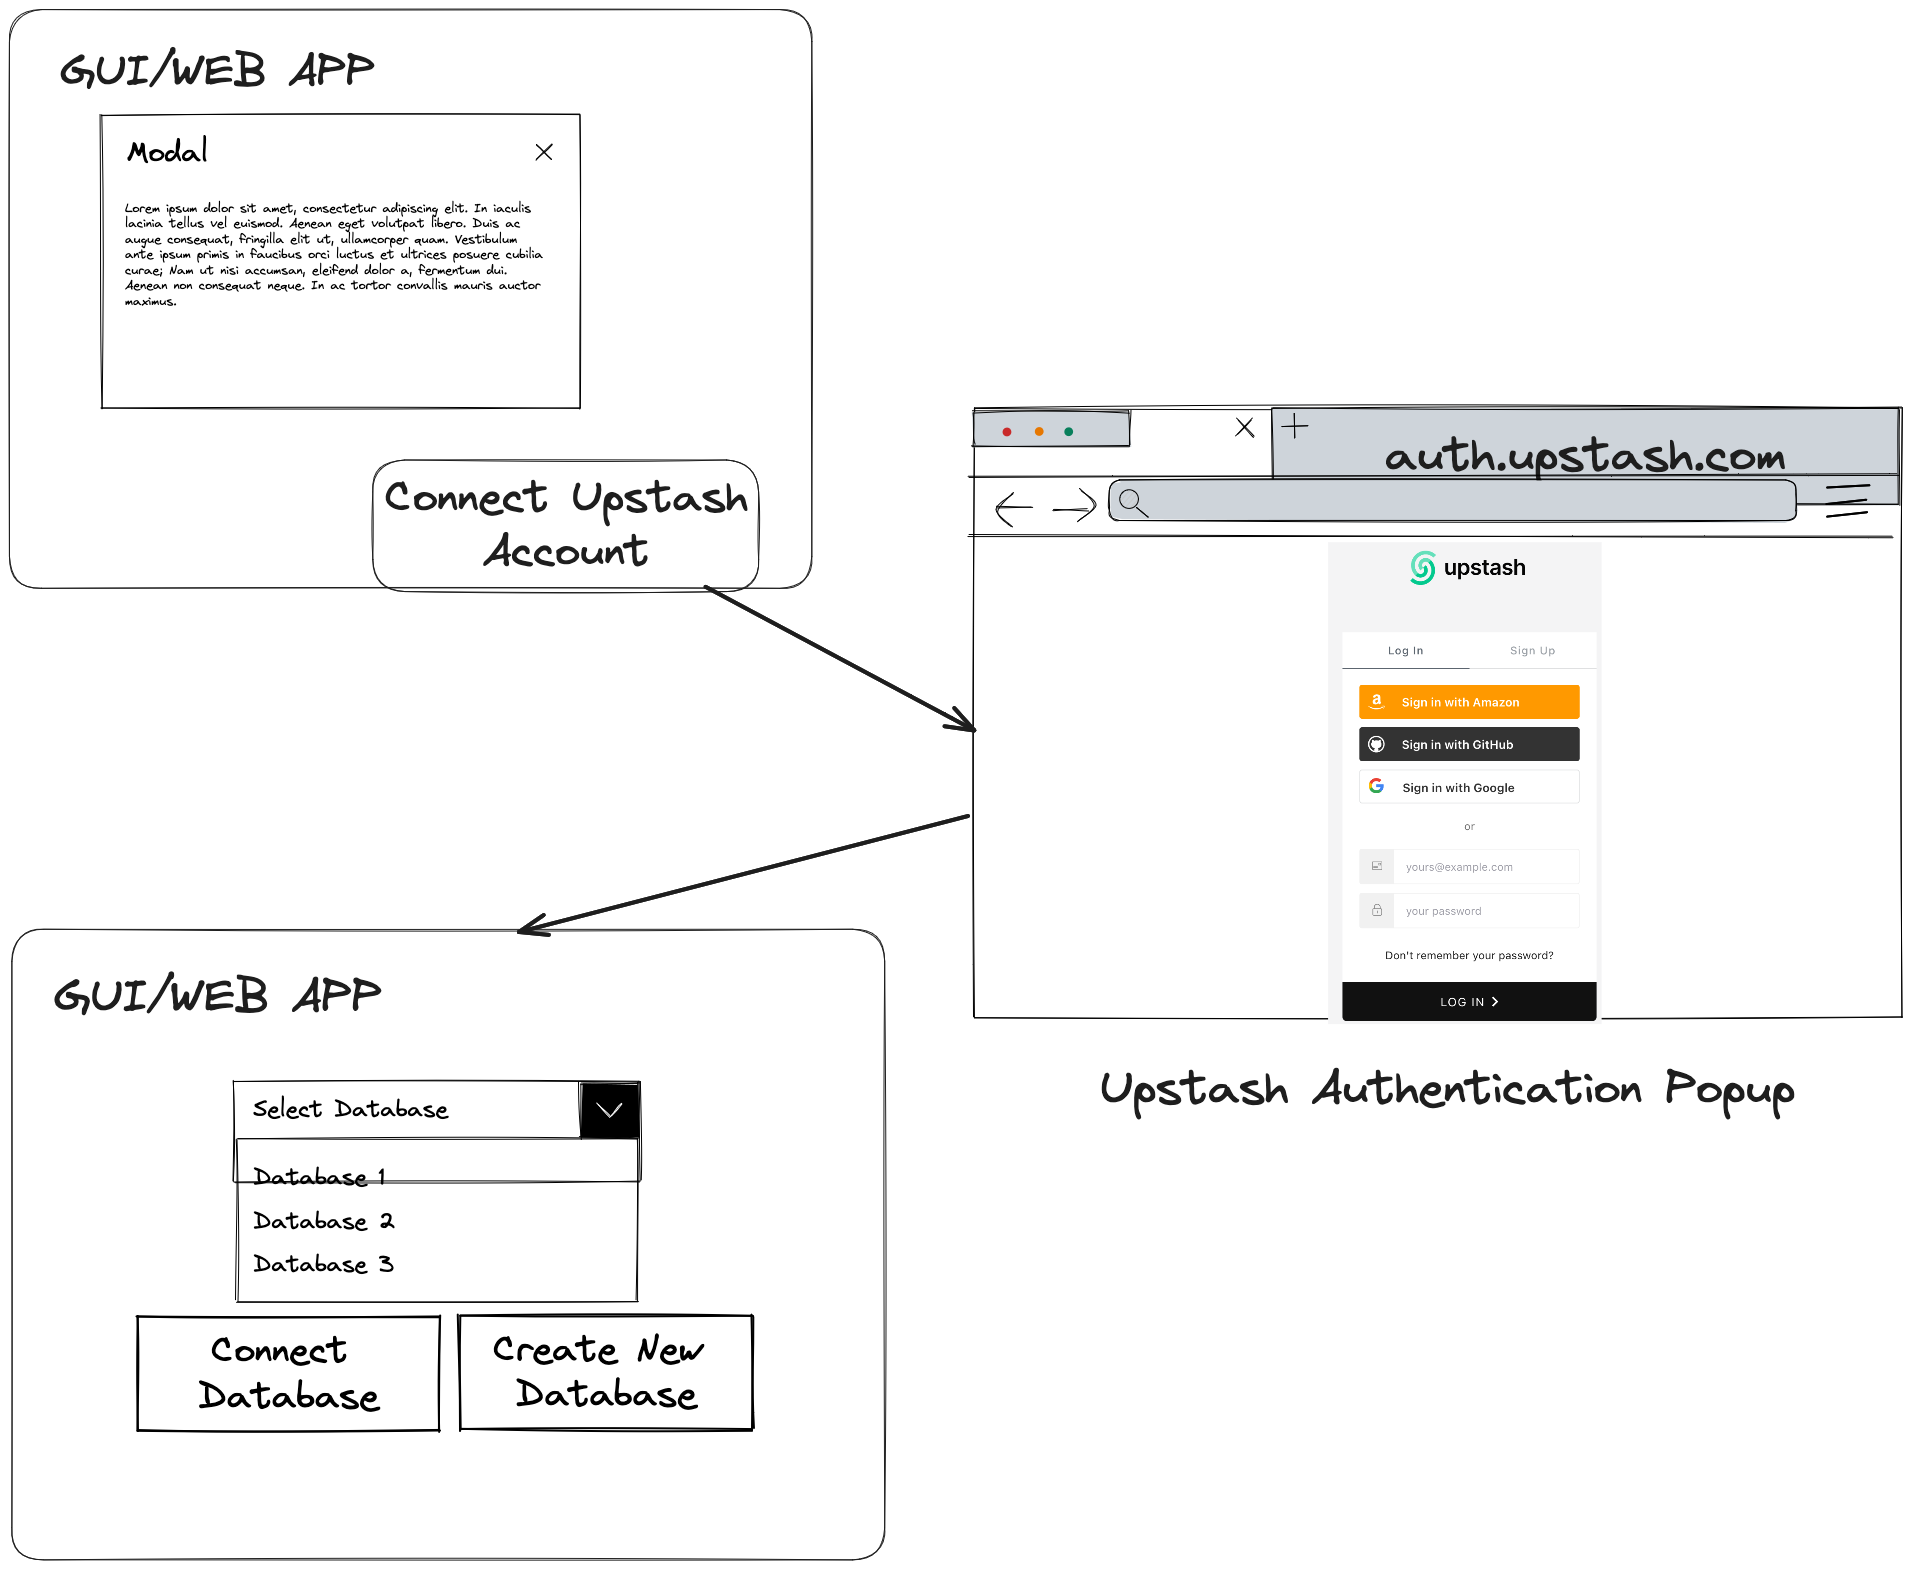 GUI/WEB APP
Modal
Lorem ipsum dolor sit amet, consectetur adipiscing elit. In iaculis
lacinia tellus vel euismod. Aenean eget volutpat libero. Duis ac
augue consequat, fringilla elit ut, ullamcorper quam. Vestibulum
ante ipsum primis in faucibus orci luctus et ultrices posuere cubilia
curae; Nam ut nisi accumsan, eleifend dolor a, fermentum dui.
Aenean non consequat neque. In ac tortor convallis mauris auctor
maximus.
Connect Upstash
Account
auth.upstash.com
upstash
Log In
Sign Up
Sign in with Amazon
Sign in with GitHub
Sign in with Google
or
yours@example.com
your password
Don't remember your password?
LOG IN
Upstash Authentication Popup
GUI/WEB APP
Select Database
Database 1
Database 2
Database 3
Connect
Database
Create New
Database